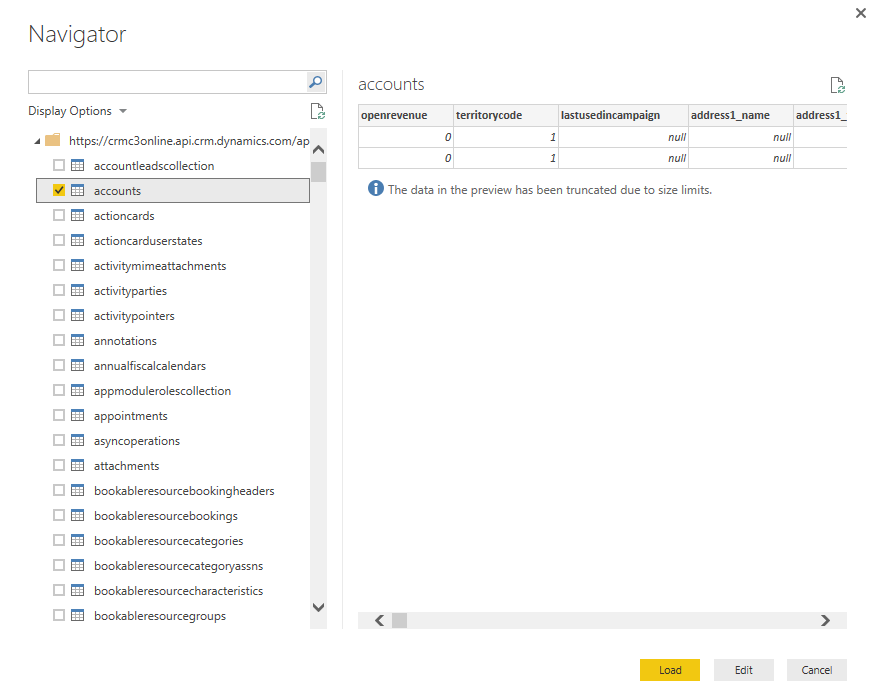 Navigator
Display Options
https://crmc3online.api.crm.dynamics.com/ap
accountleadscollection
accounts
actioncards
actioncarduserstates
activitymimeattachments
activityparties
activitypointers
annotations
annualfiscalcalendars
appmodulerolescollection
appointments
asyncoperations
attachments
bookableresourcebookingheaders
bookableresourcebookings
bookableresourcecategories
bookableresourcecategoryassns
bookableresourcecharacteristics
bookableresourcegroups
accounts
openrevenue territorycode lastusedincampaign address1_name address1_
0 1 null null
0 1 null null
The data in the preview has been truncated due to size limits.
Load Edit Cancel